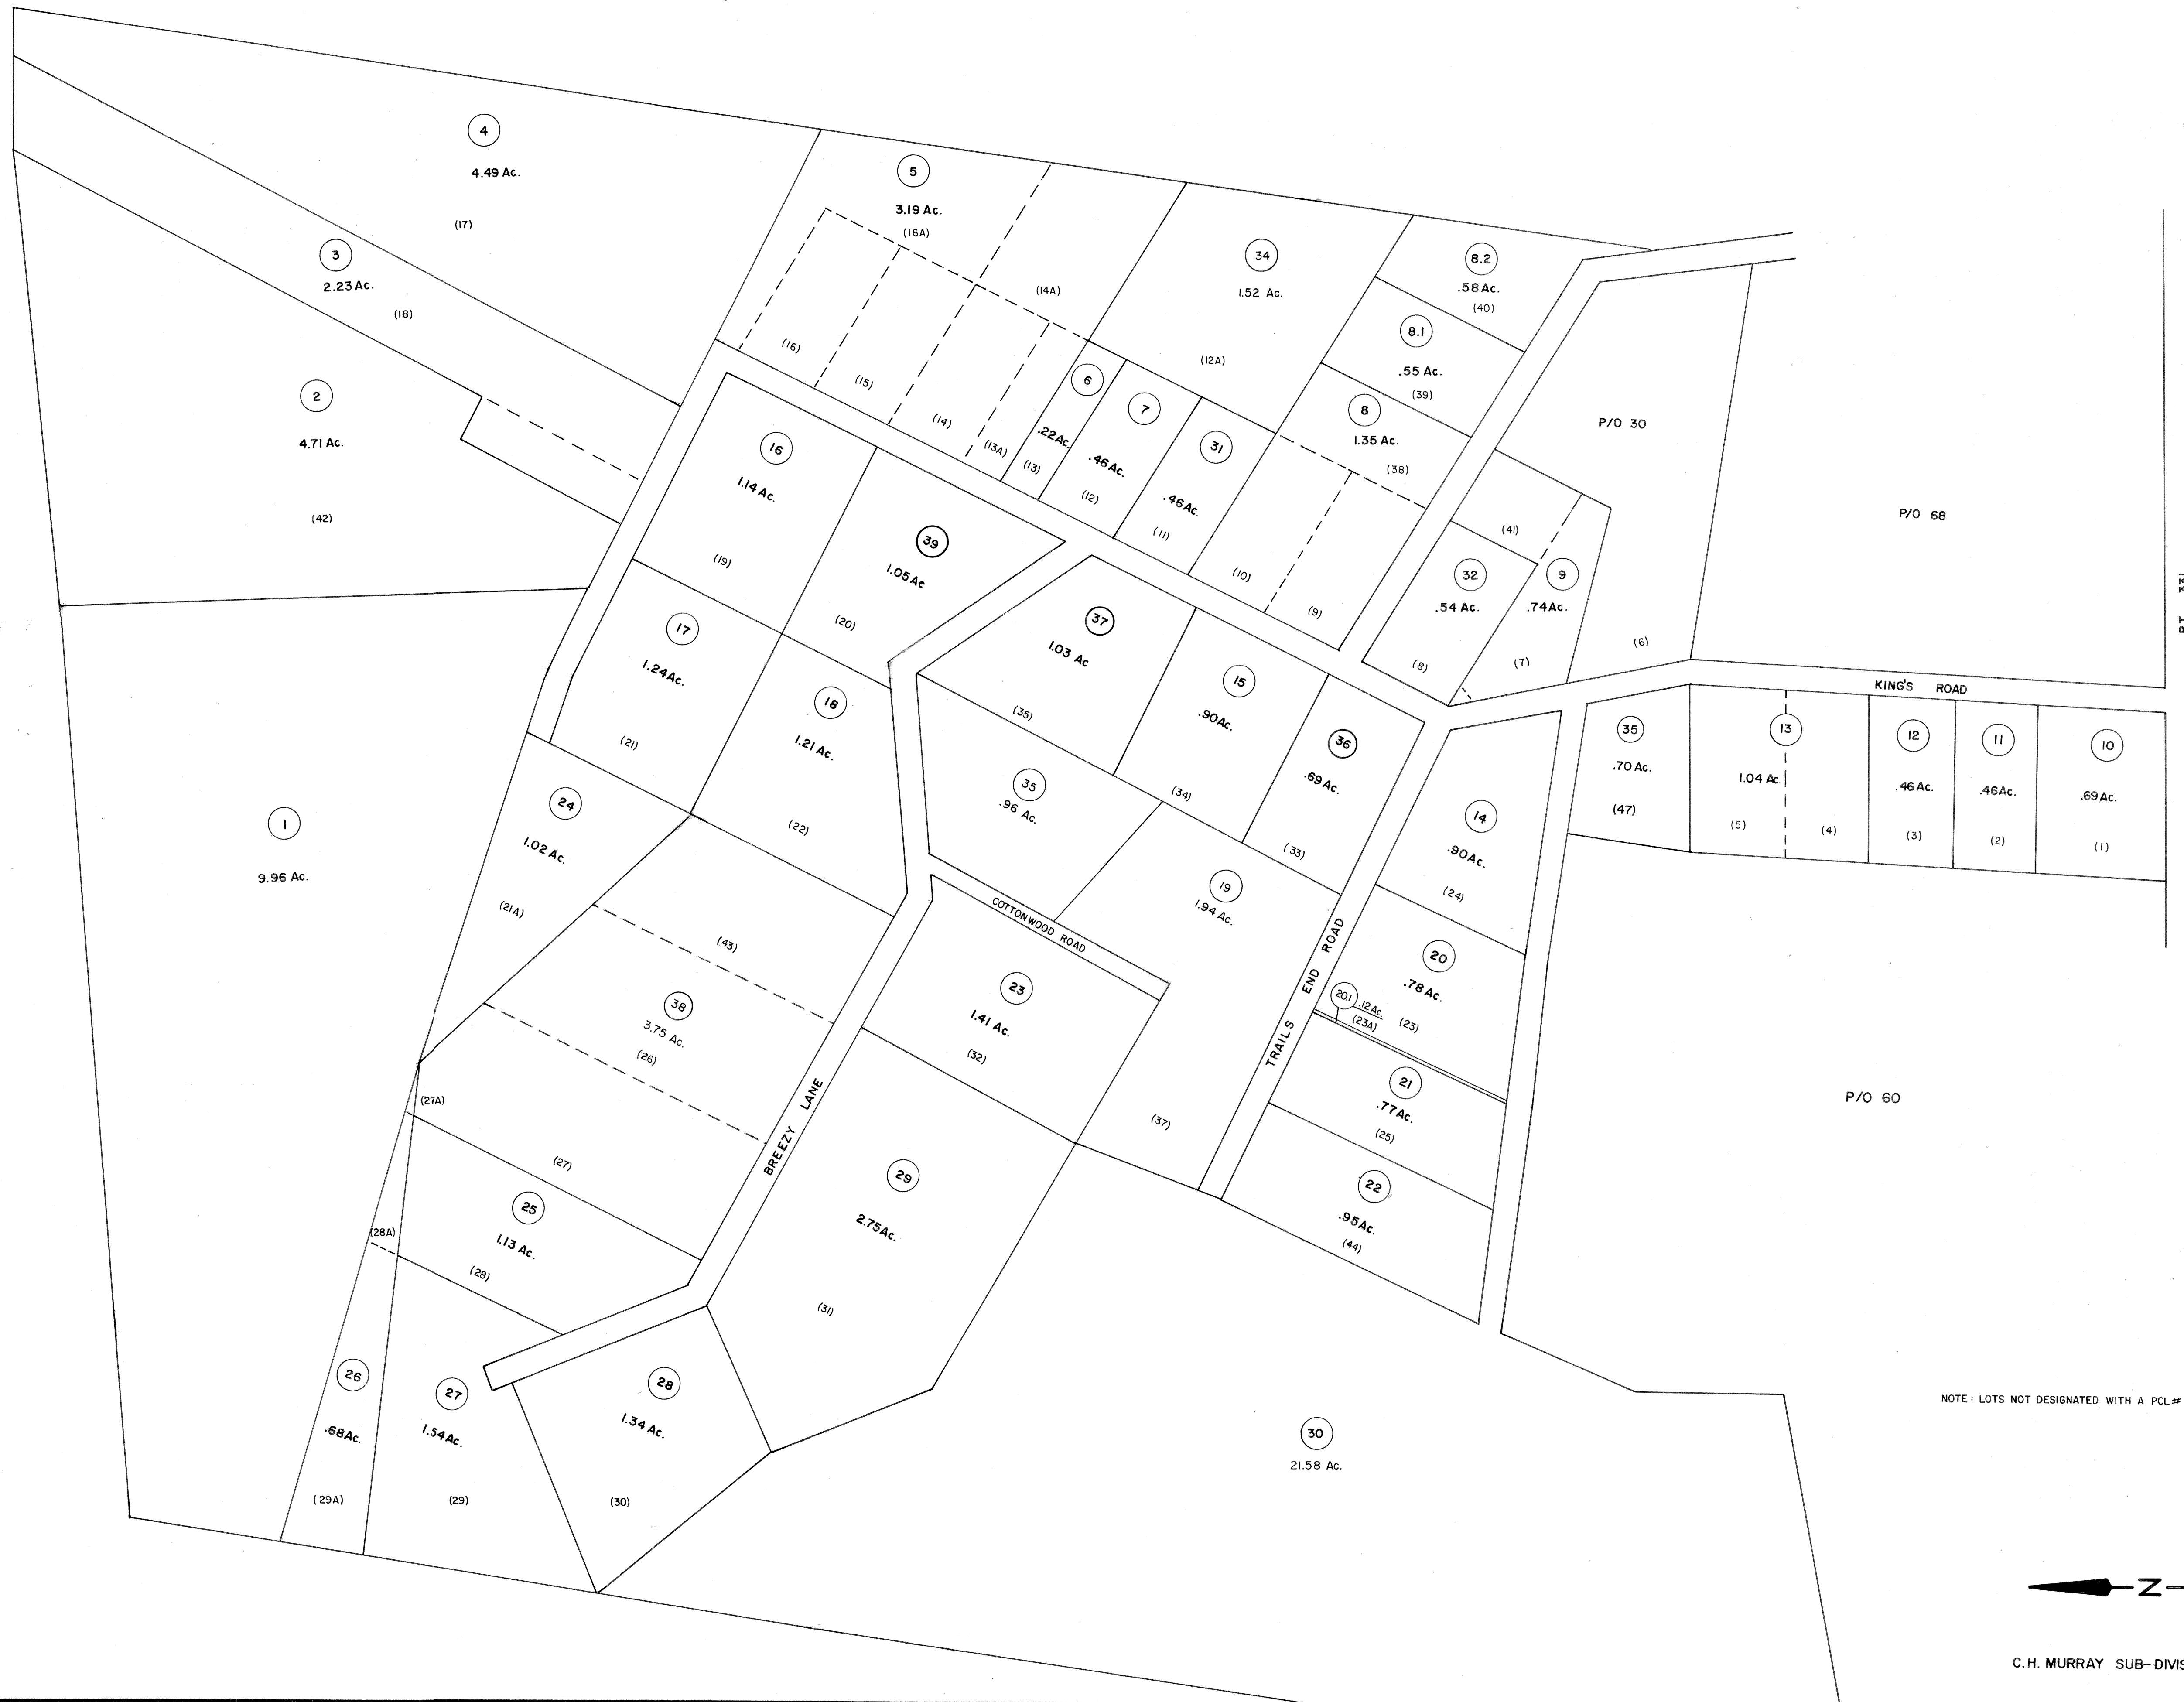 4
4.49 Ac.
(17)
3
2.23 Ac.
(18)
2
4.71 Ac.
(42)
5
3.19 Ac.
(16A)
(14A)
(16)
(15)
(14)
(13A)
6
.22Ac.
(13)
7
.46 Ac.
(12)
31
.46 Ac.
(11)
34
1.52 Ac.
(12A)
8.2
.58 Ac.
(40)
8.1
.55 Ac.
(39)
8
1.35 Ac.
(38)
(10)
(9)
P/O 30
(6)
P/O 68
(41)
32
.54 Ac.
(8)
9
.74 Ac.
(7)
16
1.14 Ac.
(19)
39
1.05 Ac
(20)
17
1.24 Ac.
(21)
18
1.21 Ac.
(22)
37
1.03 Ac
(35)
15
.90 Ac.
(34)
36
.69 Ac.
(33)
KING'S ROAD
35
.70 Ac.
(47)
13
1.04 Ac.
(5)
(4)
12
.46 Ac.
(3)
11
.46 Ac.
(2)
10
.69 Ac.
(1)
1
9.96 Ac.
24
1.02 Ac.
(21A)
35
.96 Ac.
COTTONWOOD ROAD
19
1.94 Ac.
(37)
14
.90 Ac.
(24)
20
.78 Ac.
(23)
20.1
.12 Ac.
(23A)
TRAILS END ROAD
21
.77 Ac.
(25)
22
.95 Ac.
(44)
(43)
38
3.75 Ac.
(26)
(27A)
(27)
23
1.41 Ac.
(32)
BREEZY LANE
25
1.13 Ac.
(28A)
(28)
29
2.75 Ac.
(31)
26
.68 Ac.
(29A)
27
1.54 Ac.
(29)
28
1.34 Ac.
(30)
30
21.58 Ac.
P/O 60
NOTE: LOTS NOT DESIGNATED WITH A PCL#
N
C.H. MURRAY SUB-DIVIS